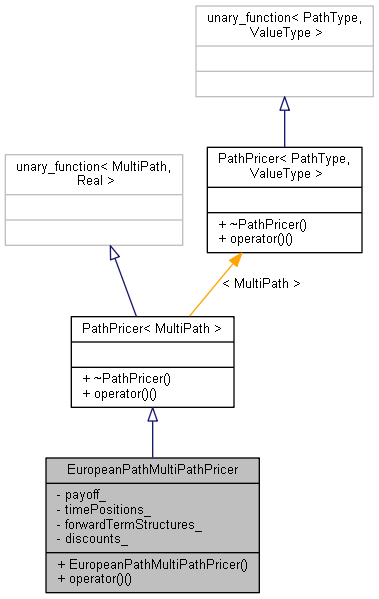 unary_function< PathType,
ValueType >
PathPricer< PathType,
ValueType >
+ ~PathPricer()
+ operator()()
unary_function< MultiPath,
Real >
< MultiPath >
PathPricer< MultiPath >
+ ~PathPricer()
+ operator()()
EuropeanPathMultiPathPricer
- payoff_
- timePositions_
- forwardTermStructures_
- discounts_
+ EuropeanPathMultiPathPricer()
+ operator()()